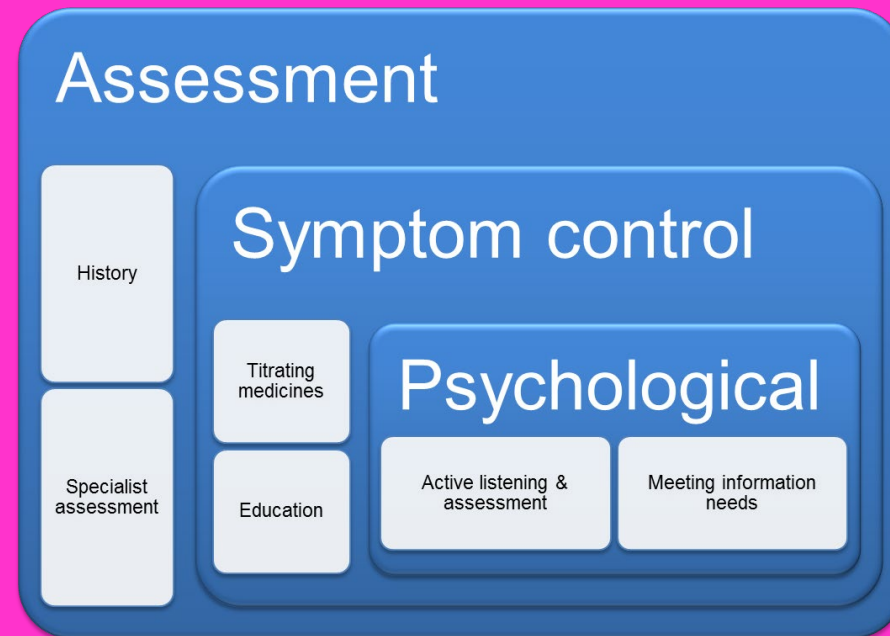 Assessment
History
Specialist
assessment
Symptom control
Titrating
medicines
Education
Psychological
Active listening &
assessment
Meeting information
needs